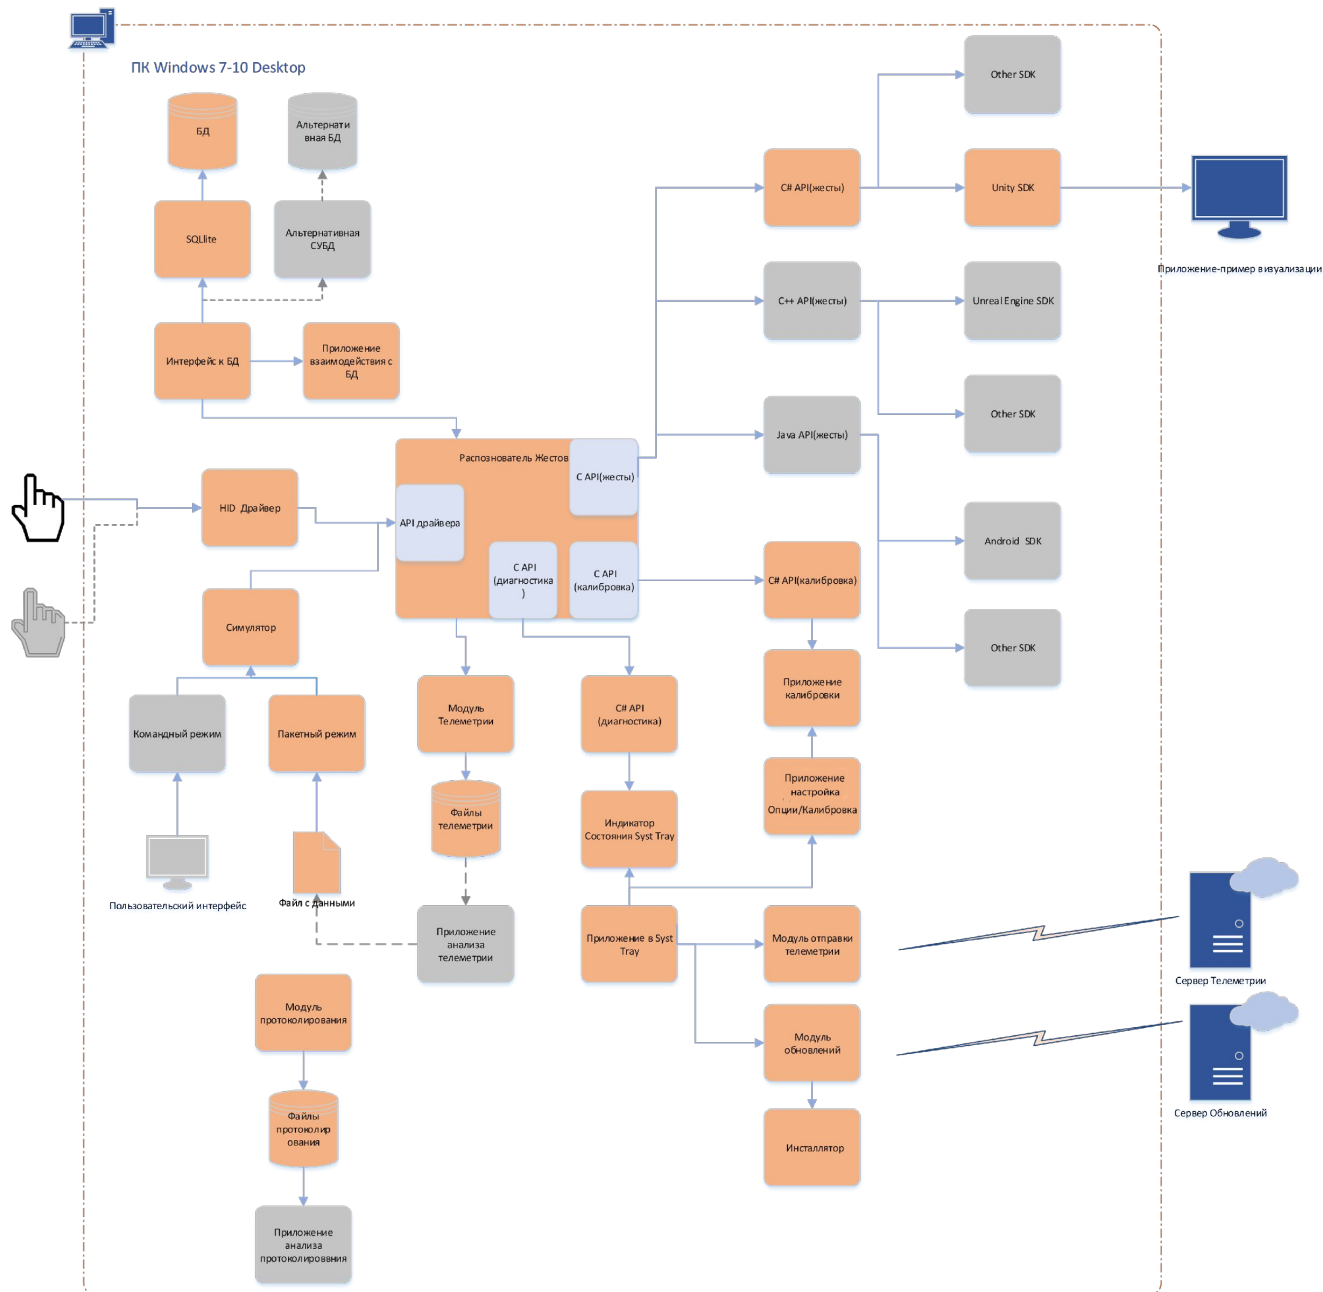 ПК Windows 7-10 Desktop
БД
Альтернати
вная БД
SQLlite
Альтернативная
СУБД
Интерфейс к БД
Приложение
взаимодействия с
БД
Other SDK
C# API(жесты)
Unity SDK
Приложение-пример визуализации
C++ API(жесты)
Unreal Engine SDK
Java API(жесты)
Other SDK
Распознователь Жестов
C API(жесты)
HID Драйвер
API драйвера
C API
(диагностика
)
C API
(калибровка)
C# API(калибровка)
Android SDK
Симулятор
Other SDK
Приложение
калибровки
Командный режим
Пакетный режим
Модуль
Телеметрии
C# API
(диагностика)
Приложение
настройка
Опции/Калибровка
Файлы
телеметрии
Индикатор
Состояния Syst Tray
Пользовательский интерфейс
Файл с данными
Приложение
анализа
телеметрии
Приложение в Syst
Tray
Модуль отправки
телеметрии
Сервер Телеметрии
Модуль
протоколирования
Модуль
обновлений
Сервер Обновлений
Файлы
протоколир
ования
Инсталлятор
Приложение
анализа
протоколироввния